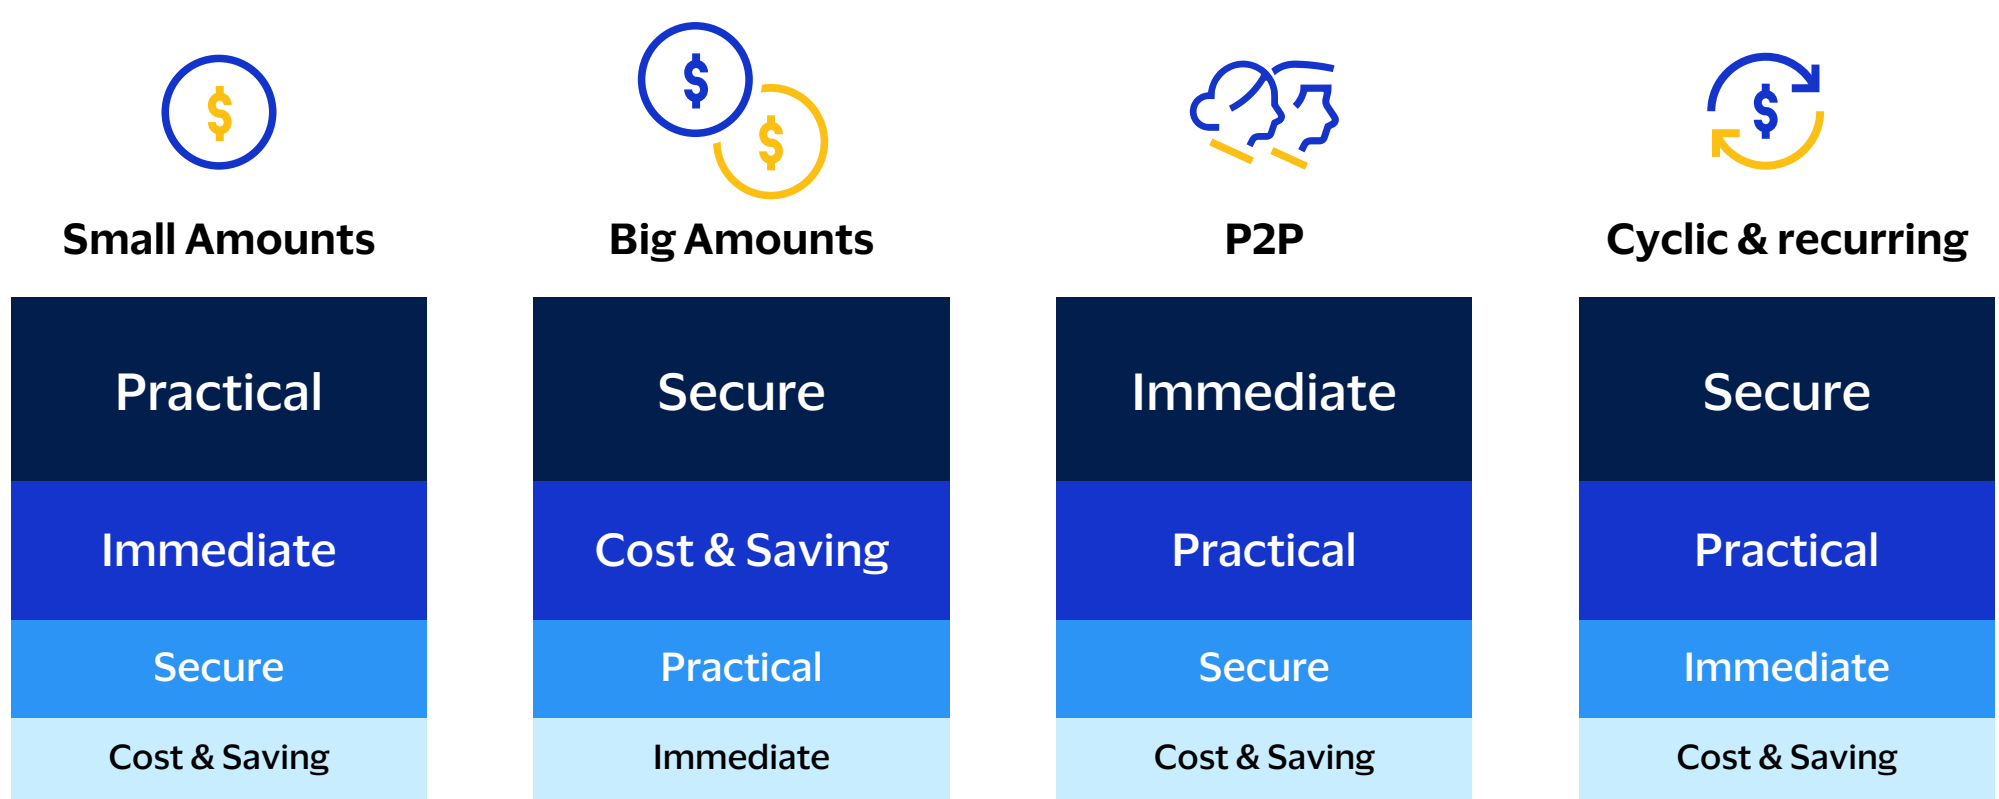 $
$
$
$
Small Amounts
Big Amounts
P2P
Cyclic & recurring
Practical
Immediate
Secure
Cost & Saving
Secure
Cost & Saving
Practical
Immediate
Immediate
Practical
Secure
Cost & Saving
Secure
Practical
Immediate
Cost & Saving